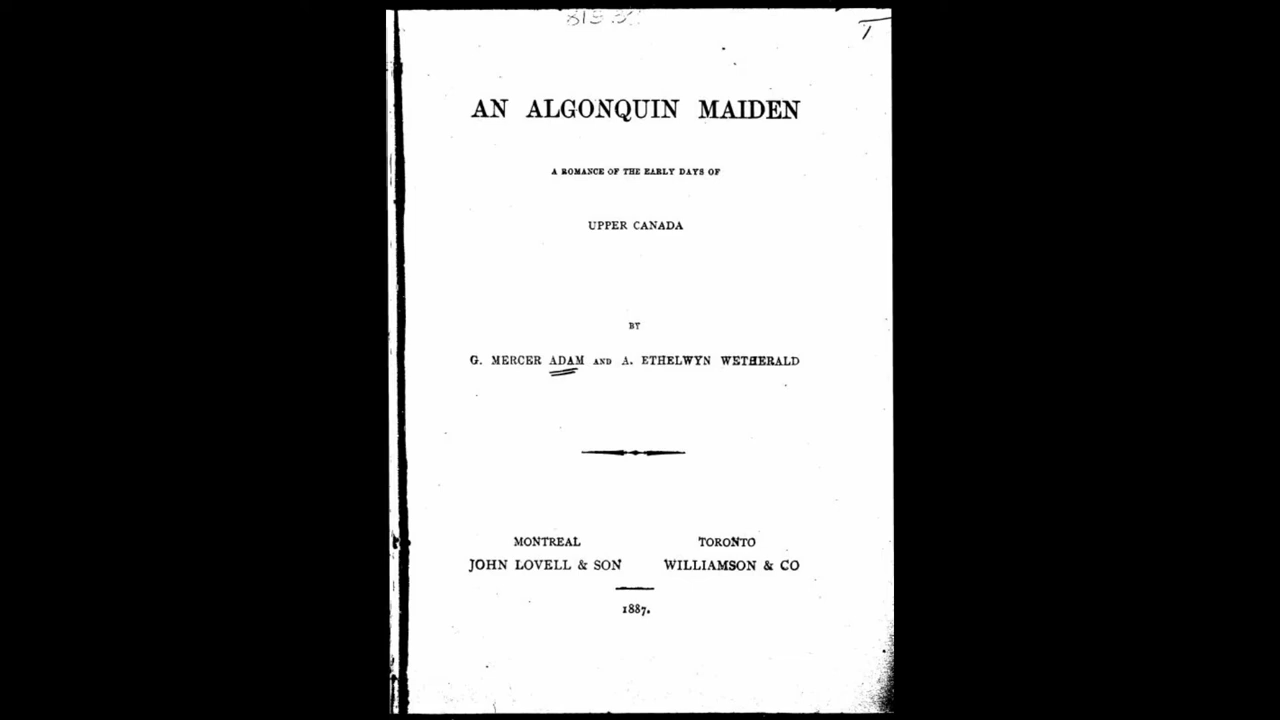 AN ALGONQUIN MAIDEN
A ROMANCE OF THE EARLY DAYS OF
UPPER CANADA
BY
G. MERCER ADAM AND A. ETHELWYN WETHERALD
MONTREAL TORONTO
JOHN LOVELL & SON WILLIAMSON & CO
1887.